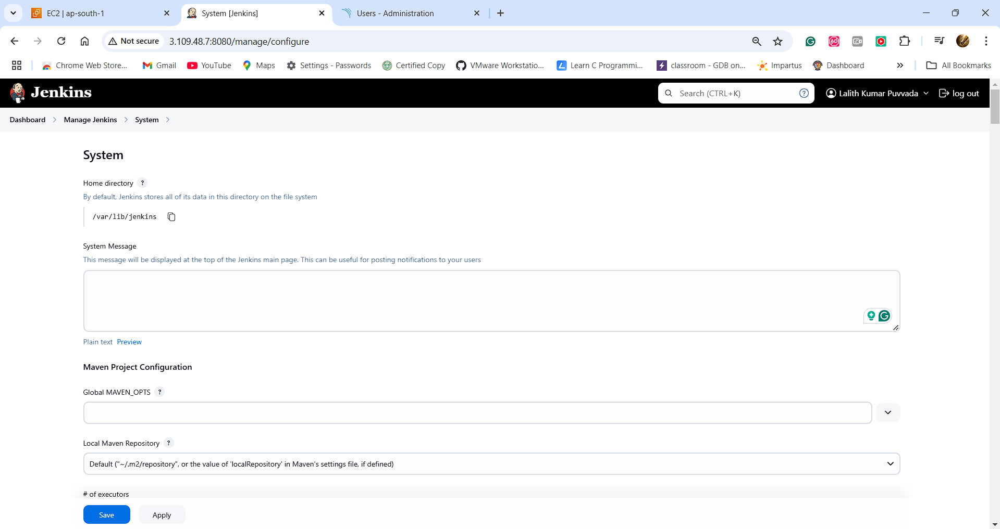 EC2 | ap-south-1
System [Jenkins]
Users - Administration
Not secure
3.109.48.7:8080/manage/configure
Chrome Web Store...
Gmail
YouTube
Maps
Settings - Passwords
Certified Copy
VMware Workstatio...
Learn C Programmi...
classroom - GDB on...
Impartus
Dashboard
All Bookmarks
Jenkins
Search (CTRL+K)
?
Lalith Kumar Puvvada
log out
Dashboard
Manage Jenkins
System
System
Home directory ?
By default, Jenkins stores all of its data in this directory on the file system
/var/lib/jenkins
System Message
This message will be displayed at the top of the Jenkins main page. This can be useful for posting notifications to your users
Plain text Preview
Maven Project Configuration
Global MAVEN_OPTS ?
Local Maven Repository ?
Default ("~/.m2/repository", or the value of 'localRepository' in Maven's settings file, if defined)
# of executors
Save
Apply